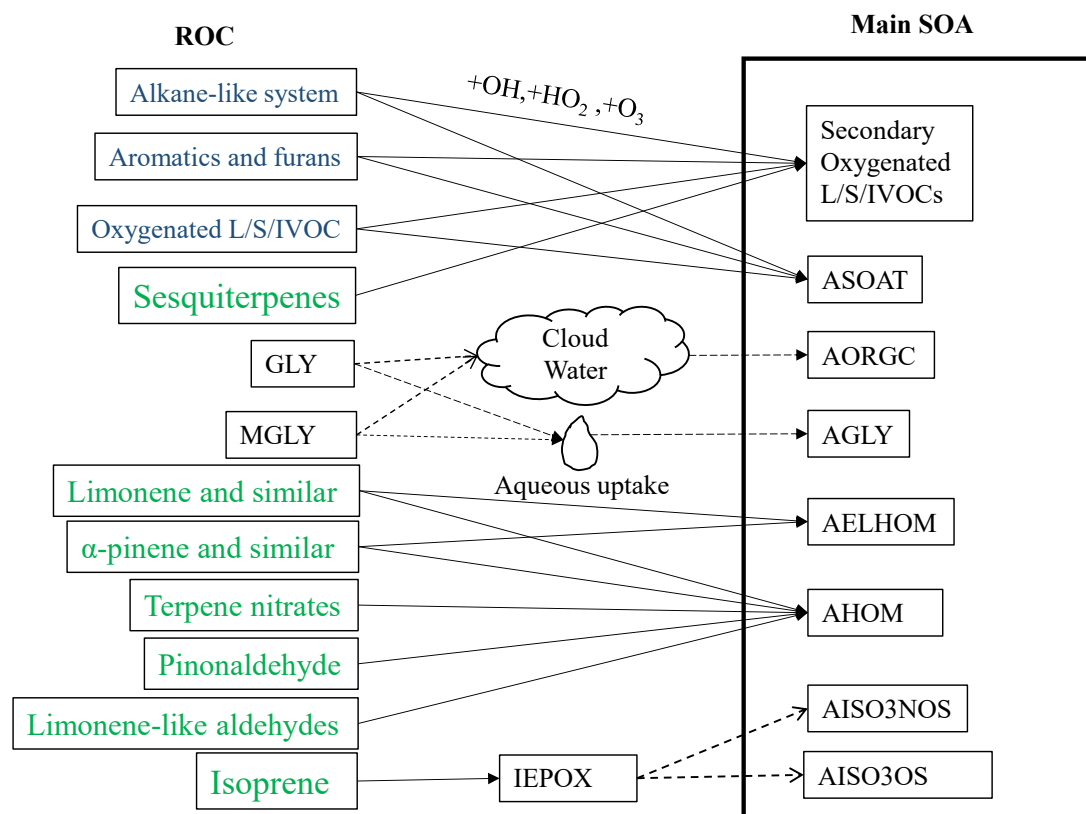 ROC
Main SOA
Alkane-like system
+OH,+HO2 ,+O3
Aromatics and furans
Secondary
Oxygenated
L/S/IVOCs
Oxygenated L/S/IVOC
Sesquiterpenes
ASOAT
GLY
Cloud
Water
AORGC
MGLY
AGLY
Aqueous uptake
Limonene and similar
AELHOM
α-pinene and similar
Terpene nitrates
AHOM
Pinonaldehyde
Limonene-like aldehydes
AISO3NOS
Isoprene
IEPOX
AISO3OS